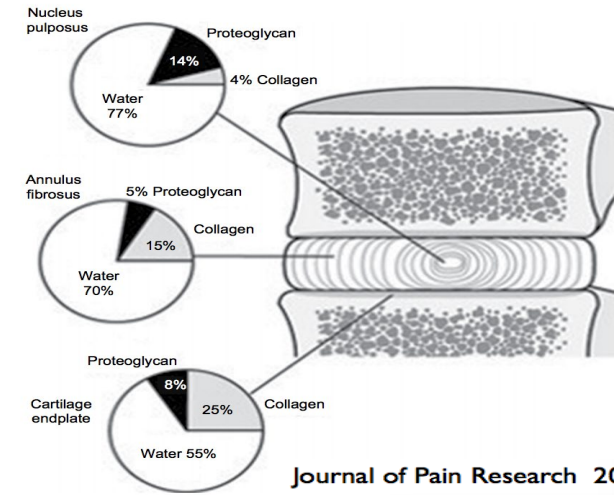 Nucleus
pulposus
Proteoglycan
14%
4% Collagen
Water
77%
Annulus
fibrosus
5% Proteoglycan
Collagen
15%
Water
70%
Proteoglycan
8%
Cartilage
endplate
25%
Collagen
Water 55%
Journal of Pain Research 20